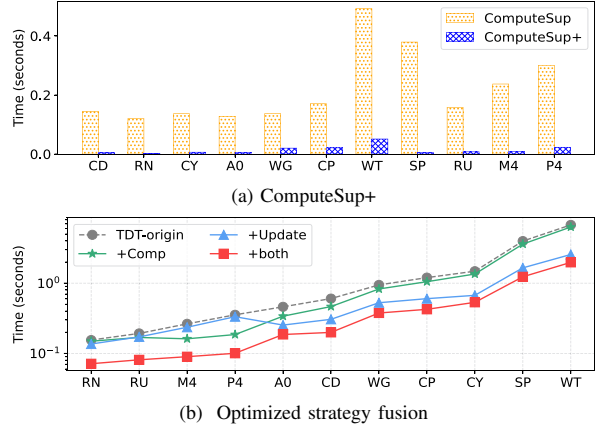 0.4
0.2
0.0
Time (seconds)
ComputeSup
ComputeSup+
CD RN CY A0 WG CP WT SP RU M4 P4
(a) ComputeSup+
10⁰
10⁻¹
Time (seconds)
TDT-origin
+Comp
+Update
+both
RN RU M4 P4 A0 CD WG CP CY SP WT
(b) Optimized strategy fusion